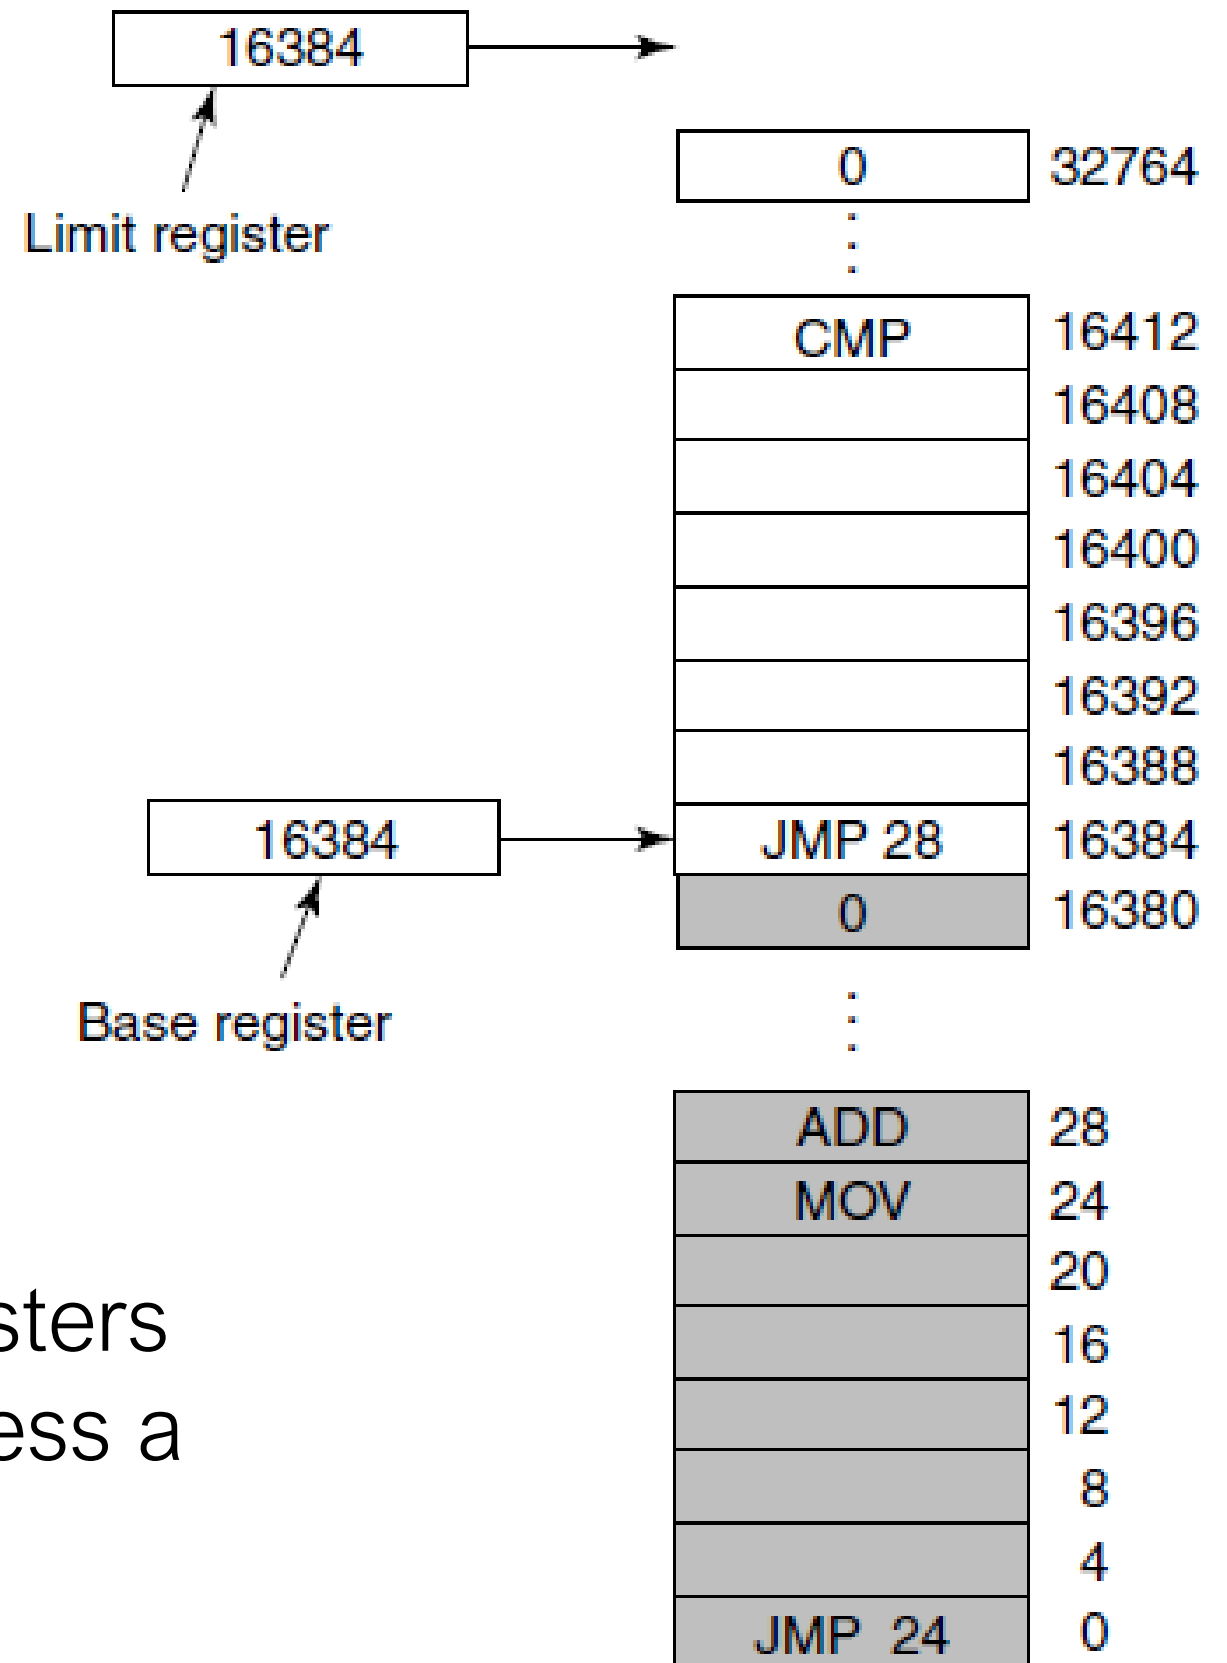 16384
Limit register
0 32764
CMP 16412
16408
16404
16400
16396
16392
16388
16384 JMP 28 16384
0 16380
Base register
ADD 28
MOV 24
20
16
12
8
4
JMP 24 0
sters
ess a